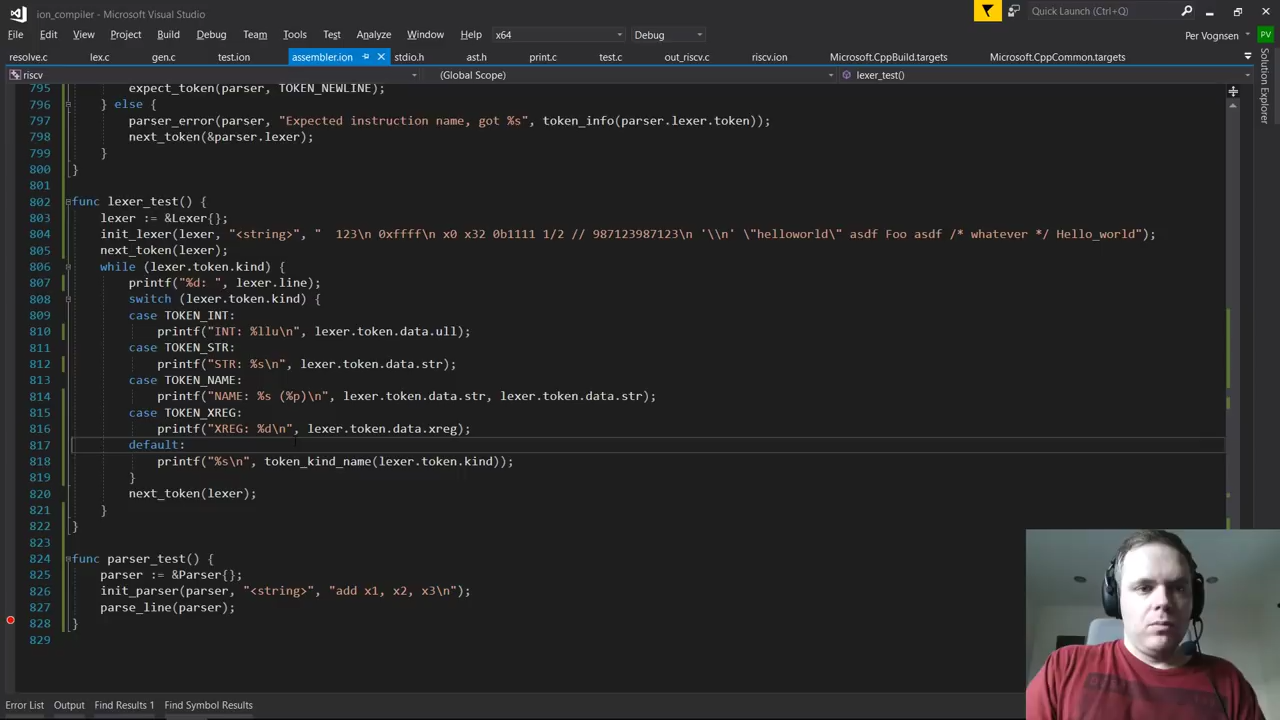 ion_compiler - Microsoft Visual Studio
Quick Launch (Ctrl+Q)
File Edit View Project Build Debug Team Tools Test Analyze Window Help x64 Debug Per Vognsen PV
resolve.c lex.c gen.c test.ion assembler.ion stdio.h ast.h print.c test.c out_riscv.c riscv.ion Microsoft.CppBuild.targets Microsoft.CppCommon.targets
riscv (Global Scope) lexer_test()
Solution Explorer
795 expect_token(parser, TOKEN_NEWLINE);
796 } else {
797 parser_error(parser, "Expected instruction name, got %s", token_info(parser.lexer.token));
798 next_token(&parser.lexer);
799 }
800 }
801
802 func lexer_test() {
803 lexer := &Lexer{};
804 init_lexer(lexer, "<string>", "  123\n 0xffff\n x0 x32 0b1111 1/2 // 987123987123\n '\\n' \"helloworld\" asdf Foo asdf /* whatever */ Hello_world");
805 next_token(lexer);
806 while (lexer.token.kind) {
807 printf("%d: ", lexer.line);
808 switch (lexer.token.kind) {
809 case TOKEN_INT:
810 printf("INT: %llu\n", lexer.token.data.ull);
811 case TOKEN_STR:
812 printf("STR: %s\n", lexer.token.data.str);
813 case TOKEN_NAME:
814 printf("NAME: %s (%p)\n", lexer.token.data.str, lexer.token.data.str);
815 case TOKEN_XREG:
816 printf("XREG: %d\n", lexer.token.data.xreg);
817 default:
818 printf("%s\n", token_kind_name(lexer.token.kind));
819 }
820 next_token(lexer);
821 }
822 }
823
824 func parser_test() {
825 parser := &Parser{};
826 init_parser(parser, "<string>", "add x1, x2, x3\n");
827 parse_line(parser);
828 }
829
Error List Output Find Results 1 Find Symbol Results